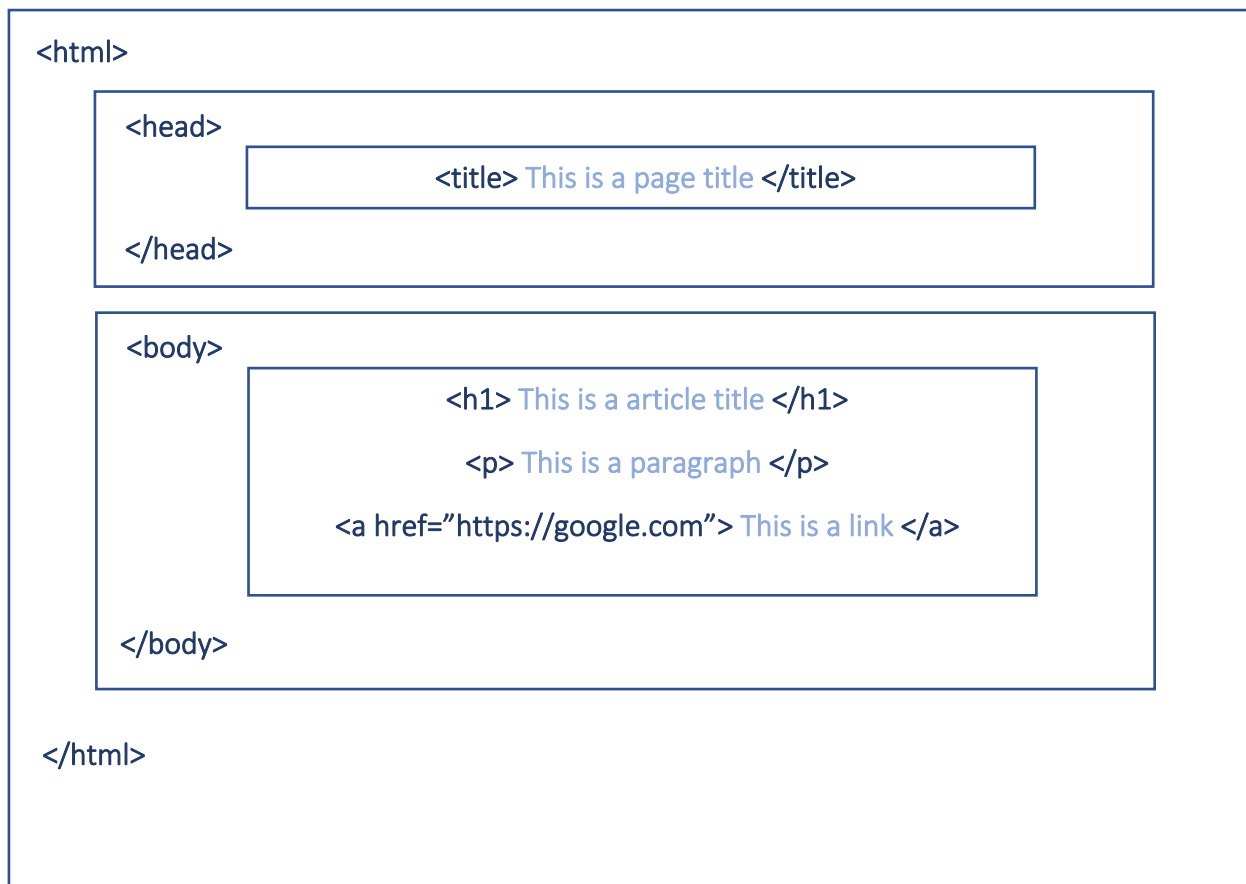 <html>
<head>
<title> This is a page title </title>
</head>
<body>
<h1> This is a article title </h1>
<p> This is a paragraph </p>
<a href=”https://google.com”> This is a link </a>
</body>
</html>